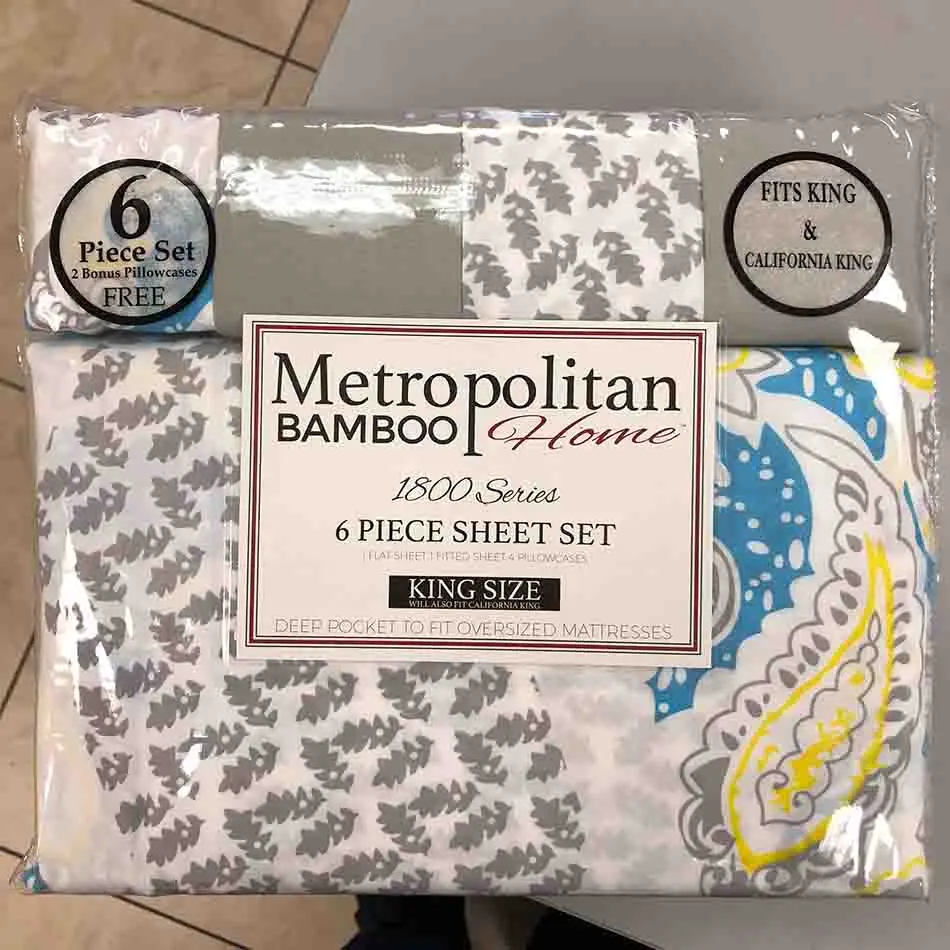 6
Piece Set
2 Bonus Pillowcases
FREE
FITS KING
&
CALIFORNIA KING
Metropolitan
BAMBOO Home™
1800 Series
6 PIECE SHEET SET
1 FLAT SHEET 1 FITTED SHEET 4 PILLOWCASES
KING SIZE
WILL ALSO FIT CALIFORNIA KING
DEEP POCKET TO FIT OVERSIZED MATTRESSES